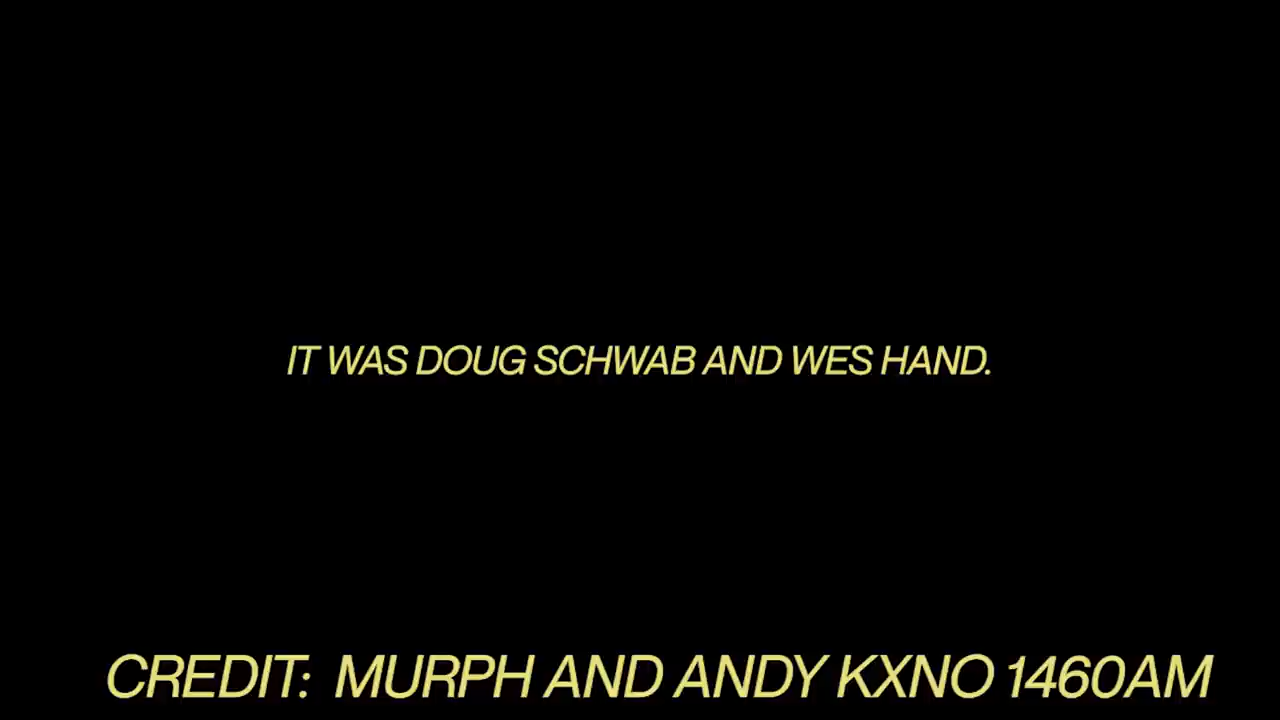 IT WAS DOUG SCHWAB AND WES HAND.
CREDIT: MURPH AND ANDY KXNO 1460AM